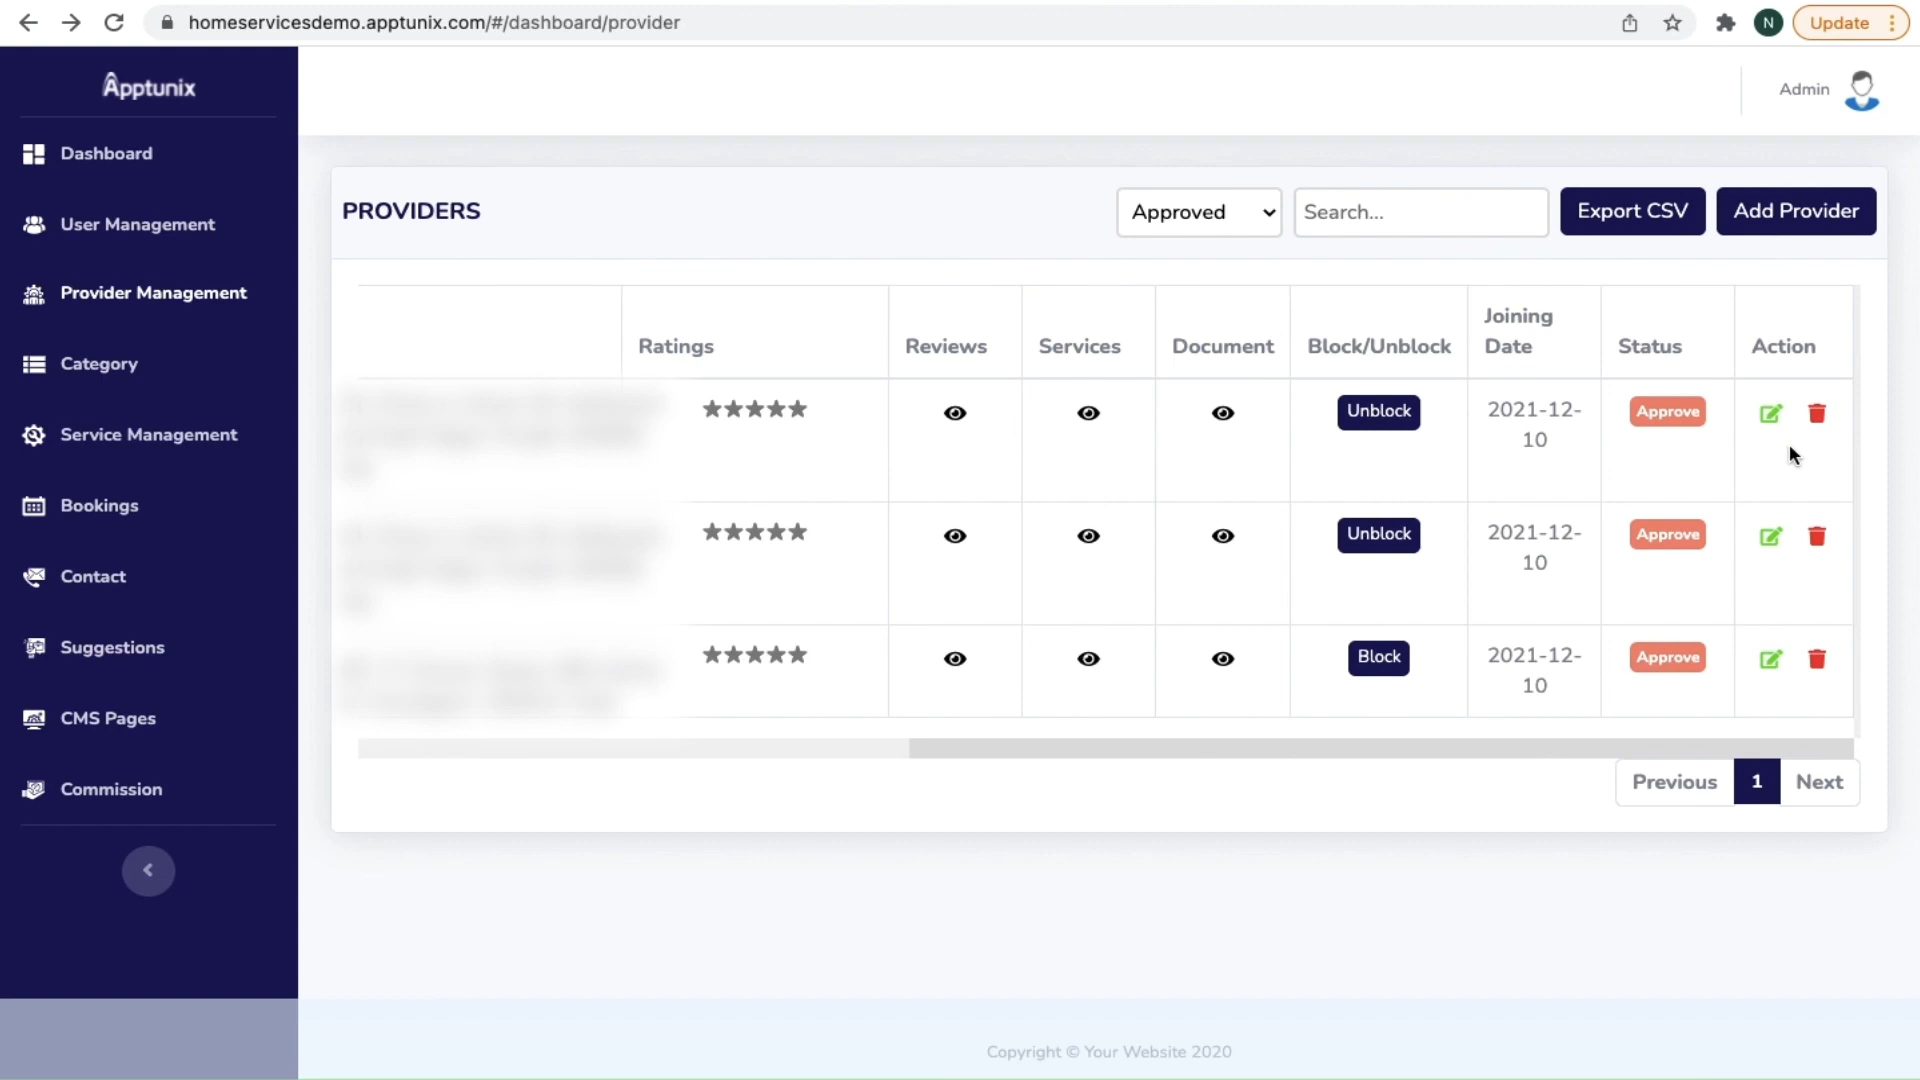 homeservicesdemo.apptunix.com/#/dashboard/provider
N
Update
Apptunix
Admin
Dashboard
User Management
Provider Management
Category
Service Management
Bookings
Contact
Suggestions
CMS Pages
Commission
PROVIDERS
Approved
Search...
Export CSV
Add Provider
Ratings
Reviews
Services
Document
Block/Unblock
Joining
Date
Status
Action
Unblock
2021-12-
10
Approve
Unblock
2021-12-
10
Approve
Block
2021-12-
10
Approve
Previous
1
Next
Copyright © Your Website 2020